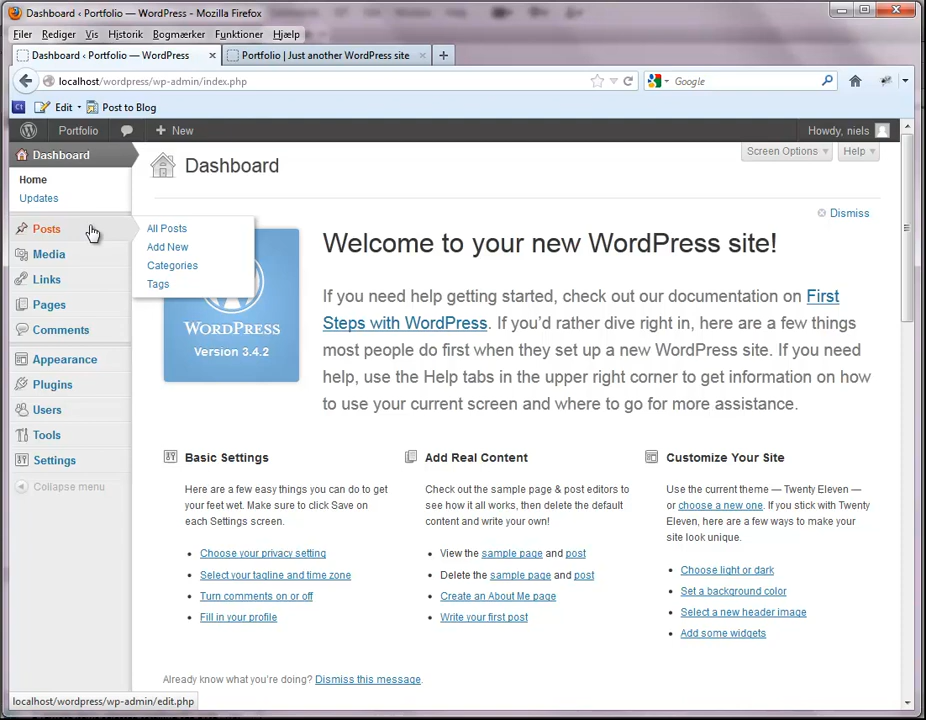 Dashboard ‹ Portfolio — WordPress - Mozilla Firefox
Filer Rediger Vis Historik Bogmærker Funktioner Hjælp
Dashboard ‹ Portfolio — WordPress × Portfolio | Just another WordPress site × +
localhost/wordpress/wp-admin/index.php Google
Ct Edit Post to Blog
Portfolio + New Howdy, niels
Dashboard
Dashboard
Screen Options Help
Home
Updates
Dismiss
Posts
Media
Links
Pages
Comments
Appearance
Plugins
Users
Tools
Settings
Collapse menu
All Posts
Add New
Categories
Tags
WORDPRESS
Version 3.4.2
Welcome to your new WordPress site!
If you need help getting started, check out our documentation on First
Steps with WordPress. If you'd rather dive right in, here are a few things
most people do first when they set up a new WordPress site. If you need
help, use the Help tabs in the upper right corner to get information on how
to use your current screen and where to go for more assistance.
Basic Settings
Here are a few easy things you can do to get
your feet wet. Make sure to click Save on
each Settings screen.
• Choose your privacy setting
• Select your tagline and time zone
• Turn comments on or off
• Fill in your profile
Add Real Content
Check out the sample page & post editors to
see how it all works, then delete the default
content and write your own!
• View the sample page and post
• Delete the sample page and post
• Create an About Me page
• Write your first post
Customize Your Site
Use the current theme — Twenty Eleven —
or choose a new one. If you stick with Twenty
Eleven, here are a few ways to make your
site look unique.
• Choose light or dark
• Set a background color
• Select a new header image
• Add some widgets
Already know what you're doing? Dismiss this message.
localhost/wordpress/wp-admin/edit.php